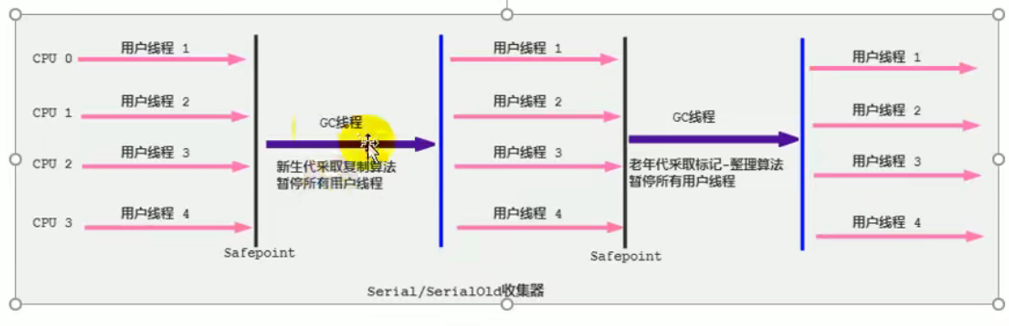 用户线程 1
用户线程 1
用户线程 1
CPU 0
用户线程 2
用户线程 2
用户线程 2
CPU 1
GC线程
GC线程
用户线程 3
用户线程 3
用户线程 3
CPU 2
新生代采取复制算法
暂停所有用户线程
老年代采取标记-整理算法
暂停所有用户线程
用户线程 4
用户线程 4
用户线程 4
CPU 3
Safepoint
Safepoint
Serial/SerialOld收集器